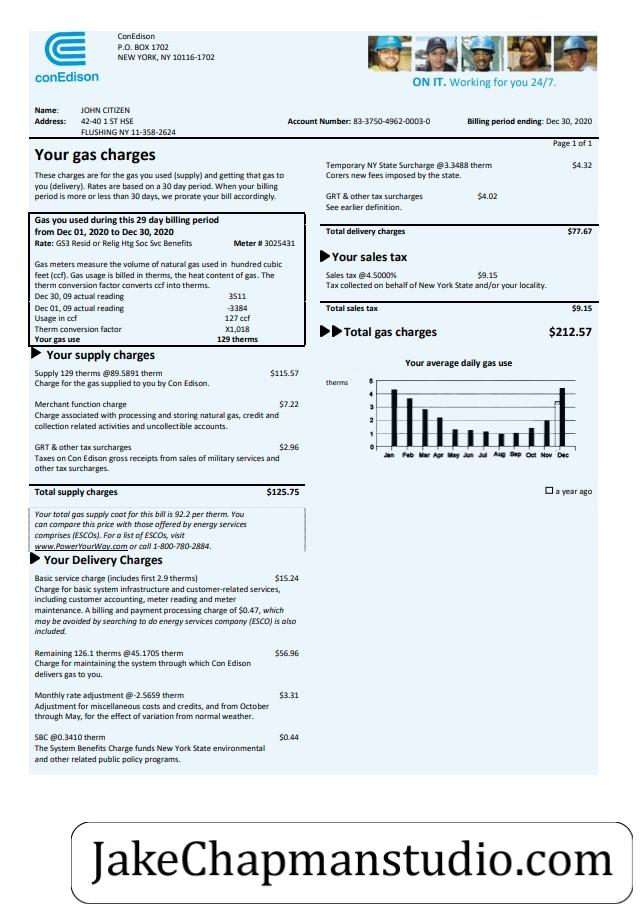 conEdison
ConEdison
P.O. BOX 1702
NEW YORK, NY 10116-1702
ON IT. Working for you 24/7.
Name: JOHN CITIZEN
Address: 42-40 1 ST HSE
FLUSHING NY 11-358-2624
Account Number: 83-3750-4962-0003-0
Billing period ending: Dec 30, 2020
Page 1 of 1
Your gas charges
These charges are for the gas you used (supply) and getting that gas to
you (delivery). Rates are based on a 30 day period. When your billing
period is more or less than 30 days, we prorate your bill accordingly.
Gas you used during this 29 day billing period
from Dec 01, 2020 to Dec 30, 2020
Rate: GS3 Resid or Relig Htg Soc Svc Benefits Meter # 3025431
Gas meters measure the volume of natural gas used in hundred cubic
feet (ccf). Gas usage is billed in therms, the heat content of gas. The
therm conversion factor converts ccf into therms.
Dec 30, 09 actual reading 3511
Dec 01, 09 actual reading -3384
Usage in ccf 127 ccf
Therm conversion factor X1,018
Your gas use 129 therms
Your supply charges
Supply 129 therms @89.5891 therm $115.57
Charge for the gas supplied to you by Con Edison.
Merchant function charge $7.22
Charge associated with processing and storing natural gas, credit and
collection related activities and uncollectible accounts.
GRT & other tax surcharges $2.96
Taxes on Con Edison gross receipts from sales of military services and
other tax surcharges.
Total supply charges $125.75
Your total gas supply coat for this bill is 92.2 per therm. You
can compare this price with those offered by energy services
comprises (ESCOs). For a list of ESCOs, visit
www.PowerYourWay.com or call 1-800-780-2884.
Your Delivery Charges
Basic service charge (includes first 2.9 therms) $15.24
Charge for basic system infrastructure and customer-related services,
including customer accounting, meter reading and meter
maintenance. A billing and payment processing charge of $0.47, which
may be avoided by searching to do energy services company (ESCO) is also
included.
Remaining 126.1 therms @45.1705 therm $56.96
Charge for maintaining the system through which Con Edison
delivers gas to you.
Monthly rate adjustment @-2.5659 therm $3.31
Adjustment for miscellaneous costs and credits, and from October
through May, for the effect of variation from normal weather.
SBC @0.3410 therm $0.44
The System Benefits Charge funds New York State environmental
and other related public policy programs.
Temporary NY State Surcharge @3.3488 therm $4.32
Corers new fees imposed by the state.
GRT & other tax surcharges $4.02
See earlier definition.
Total delivery charges $77.67
Your sales tax
Sales tax @4.5000% $9.15
Tax collected on behalf of New York State and/or your locality.
Total sales tax $9.15
Total gas charges $212.57
Your average daily gas use
therms
5
4
3
2
1
0
Jan Feb Mar Apr May Jun Jul Aug Sep Oct Nov Dec
a year ago
JakeChapmanstudio.com